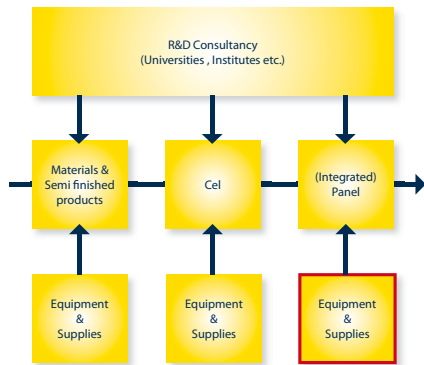 R&D Consultancy
(Universities , Institutes etc.)
Materials &
Semi finished
products
Cel
(Integrated)
Panel
Equipment
&
Supplies
Equipment
&
Supplies
Equipment
&
Supplies